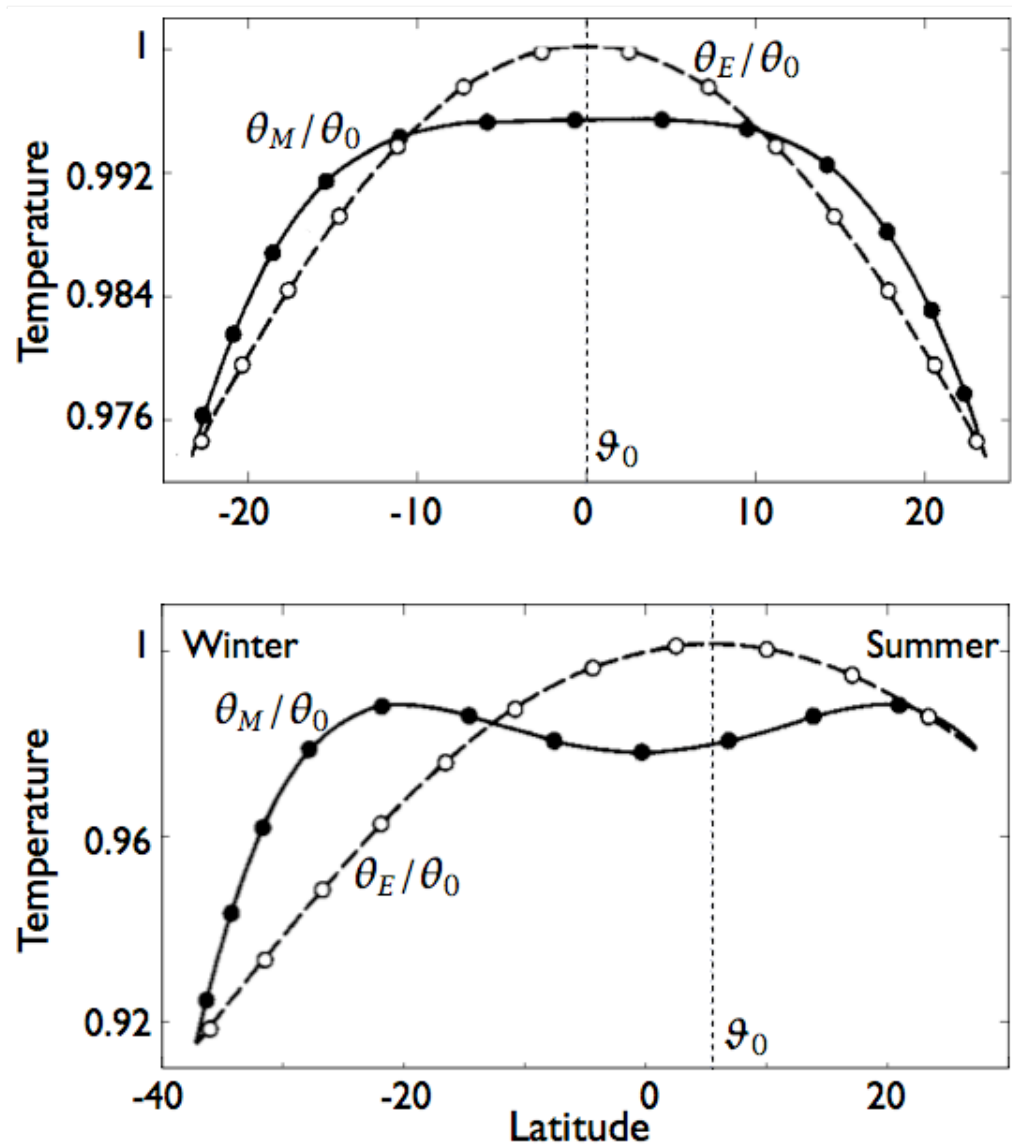 1
θ_E/θ_0
θ_M/θ_0
0.992
Temperature
0.984
0.976
ϑ_0
-20 -10 0 10 20
1 Winter Summer
θ_M/θ_0
0.96
θ_E/θ_0
Temperature
0.92
ϑ_0
-40 -20 0 20
Latitude